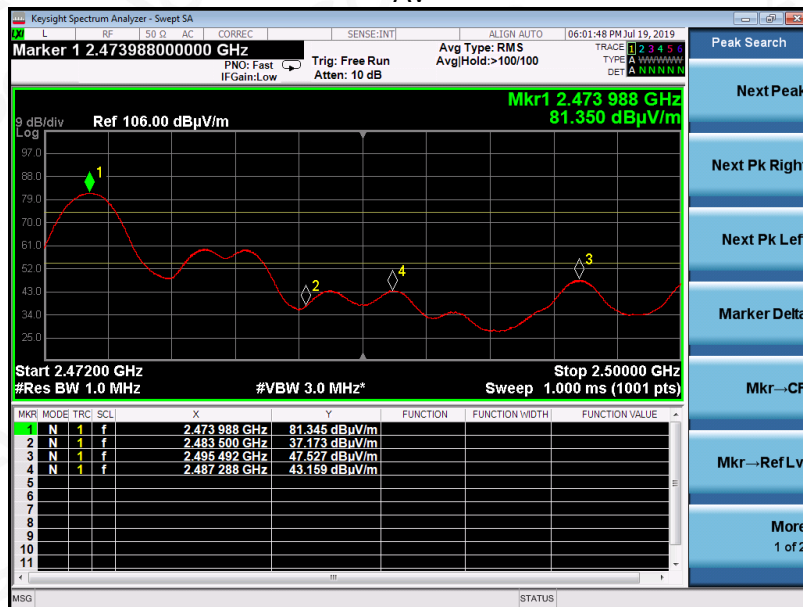 Keysight Spectrum Analyzer - Swept SA
LXI L RF 50 Ω AC CORREC SENSE:INT ALIGN AUTO 06:01:48 PM Jul 19, 2019
Marker 1 2.473988000000 GHz
PNO: Fast
IFGain:Low
Trig: Free Run
Atten: 10 dB
Avg Type: RMS
Avg|Hold:>100/100
TRACE 1 2 3 4 5 6
TYPE A WWWWW
DET A N N N N N
Peak Search
Next Peak
Next Pk Right
Next Pk Left
Marker Delta
Mkr→CF
Mkr→Ref Lv
More
1 of 2
Mkr1 2.473 988 GHz
81.350 dBµV/m
9 dB/div Ref 106.00 dBµV/m
Log
97.0
88.0
79.0
70.0
61.0
52.0
43.0
34.0
25.0
1
2
4
3
Start 2.47200 GHz Stop 2.50000 GHz
#Res BW 1.0 MHz #VBW 3.0 MHz* Sweep 1.000 ms (1001 pts)
MKR MODE TRC SCL X Y FUNCTION FUNCTION WIDTH FUNCTION VALUE
1 N 1 f 2.473 988 GHz 81.345 dBµV/m
2 N 1 f 2.483 500 GHz 37.173 dBµV/m
3 N 1 f 2.495 492 GHz 47.527 dBµV/m
4 N 1 f 2.487 288 GHz 43.159 dBµV/m
5
6
7
8
9
10
11
MSG STATUS